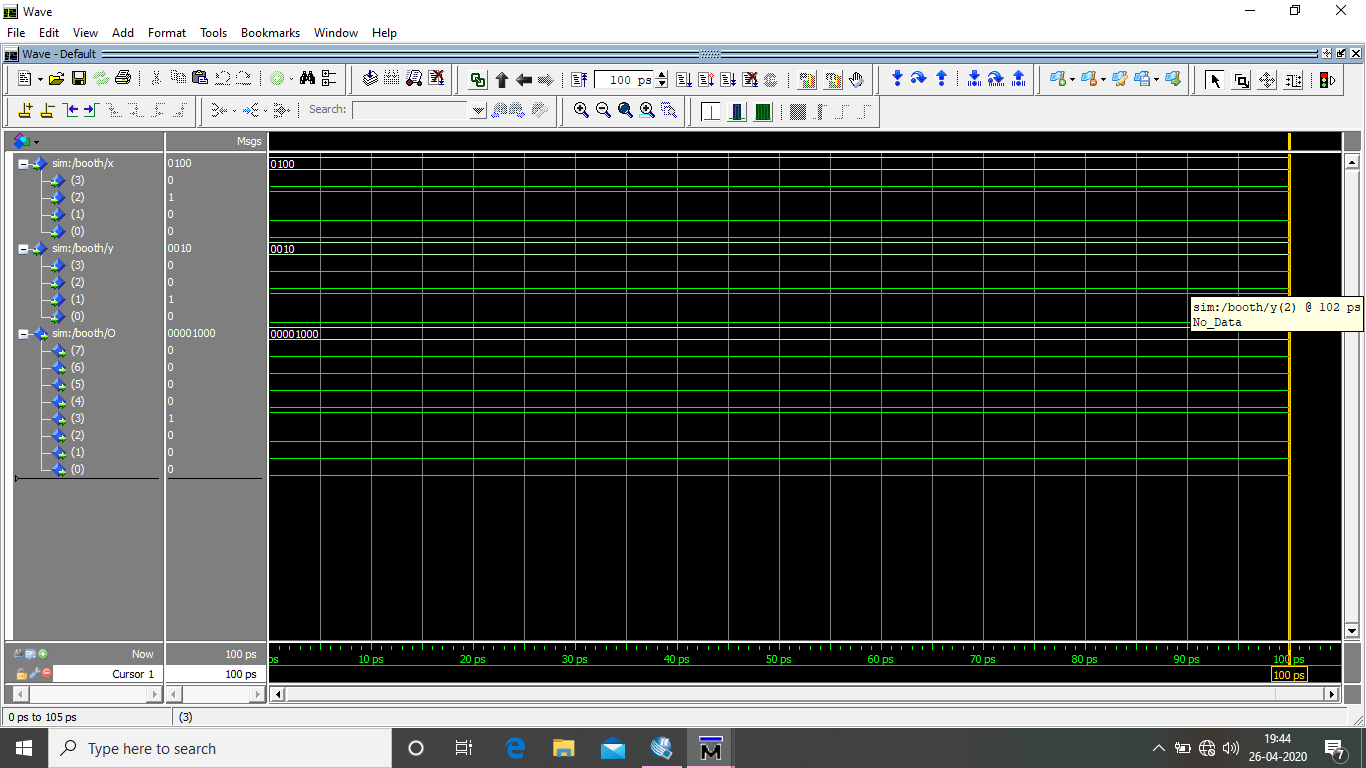 Wave
File Edit View Add Format Tools Bookmarks Window Help
Wave - Default
100 ps
Search:
Msgs
sim:/booth/x 0100 0100
(3) 0
(2) 1
(1) 0
(0) 0
sim:/booth/y 0010 0010
(3) 0
(2) 0
(1) 1
(0) 0
sim:/booth/y(2) @ 102 ps
No_Data
sim:/booth/O 00001000 00001000
(7) 0
(6) 0
(5) 0
(4) 0
(3) 1
(2) 0
(1) 0
(0) 0
Now 100 ps
ps 10 ps 20 ps 30 ps 40 ps 50 ps 60 ps 70 ps 80 ps 90 ps 100 ps
Cursor 1 100 ps 100 ps
0 ps to 105 ps (3)
Type here to search
19:44
26-04-2020
7